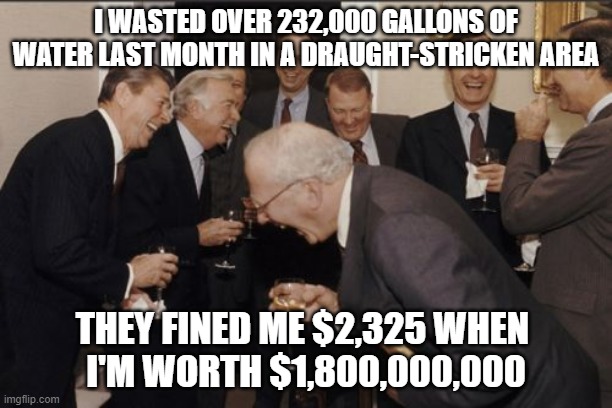 I WASTED OVER 232,000 GALLONS OF
WATER LAST MONTH IN A DRAUGHT-STRICKEN AREA
THEY FINED ME $2,325 WHEN
I'M WORTH $1,800,000,000
imgflip.com